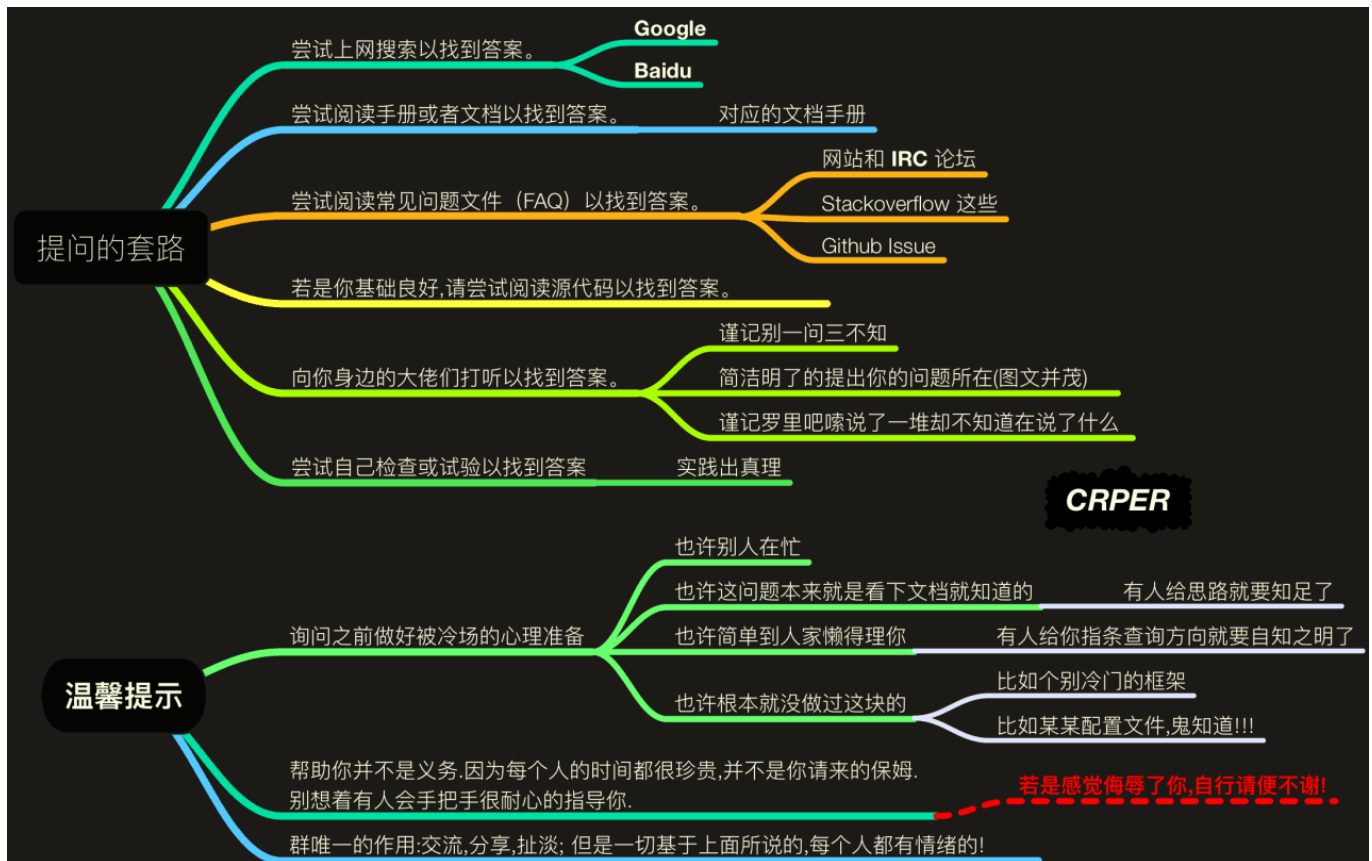 提问的套路
尝试上网搜索以找到答案。
Google
Baidu
尝试阅读手册或者文档以找到答案。
对应的文档手册
尝试阅读常见问题文件（FAQ）以找到答案。
网站和 IRC 论坛
Stackoverflow 这些
Github Issue
若是你基础良好,请尝试阅读源代码以找到答案。
向你身边的大佬们打听以找到答案。
谨记别一问三不知
简洁明了的提出你的问题所在(图文并茂)
谨记罗里吧嗦说了一堆却不知道在说了什么
尝试自己检查或试验以找到答案
实践出真理
CRPER
温馨提示
询问之前做好被冷场的心理准备
也许别人在忙
也许这问题本来就是看下文档就知道的
有人给思路就要知足了
也许简单到人家懒得理你
有人给你指条查询方向就要自知之明了
也许根本就没做过这块的
比如个别冷门的框架
比如某某配置文件,鬼知道!!!
帮助你并不是义务.因为每个人的时间都很珍贵,并不是你请来的保姆.
别想着有人会手把手很耐心的指导你.
若是感觉侮辱了你,自行请便不谢!
群唯一的作用:交流,分享,扯淡; 但是一切基于上面所说的,每个人都有情绪的!